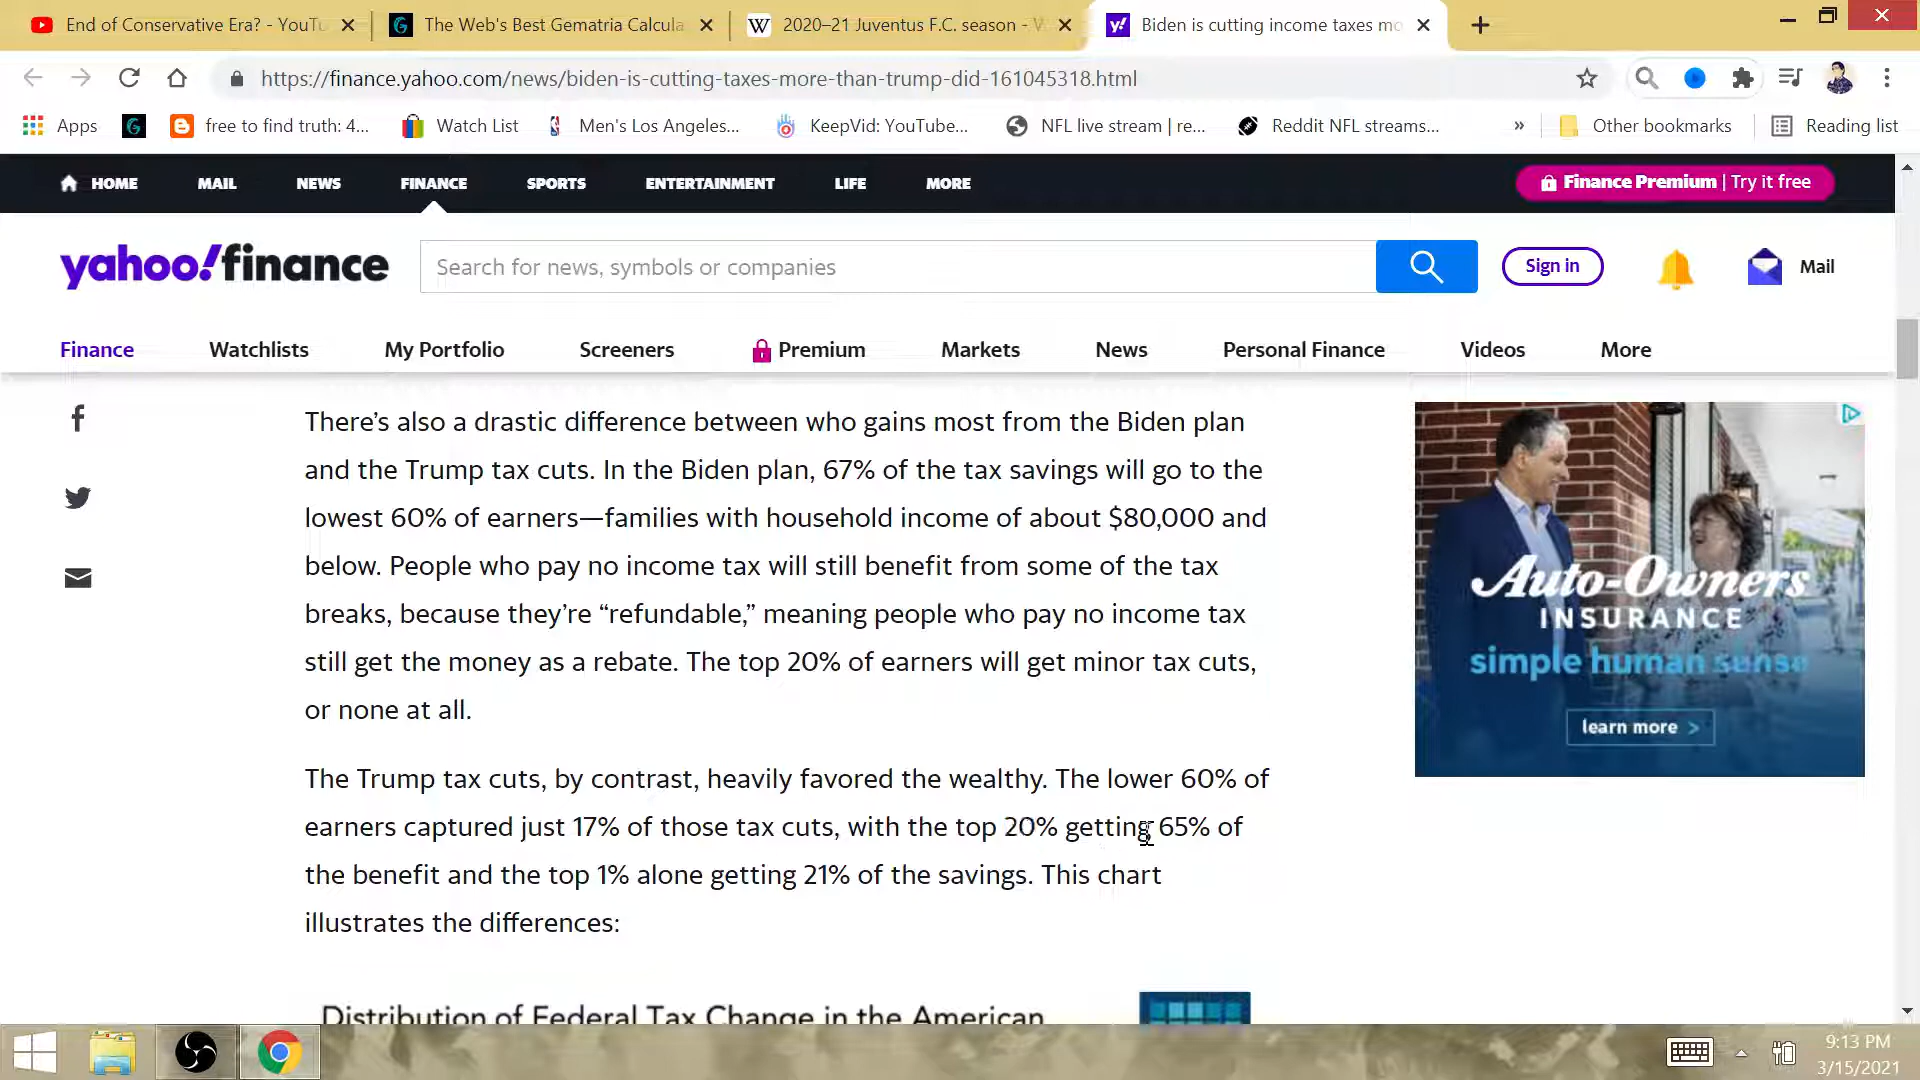 End of Conservative Era? - YouTu
The Web's Best Gematria Calcula
2020–21 Juventus F.C. season - W
Biden is cutting income taxes mo
https://finance.yahoo.com/news/biden-is-cutting-taxes-more-than-trump-did-161045318.html
Apps
free to find truth: 4...
Watch List
Men's Los Angeles...
KeepVid: YouTube...
NFL live stream | re...
Reddit NFL streams...
»
Other bookmarks
Reading list
HOME
MAIL
NEWS
FINANCE
SPORTS
ENTERTAINMENT
LIFE
MORE
Finance Premium | Try it free
yahoo!finance
Search for news, symbols or companies
Sign in
Mail
Finance
Watchlists
My Portfolio
Screeners
Premium
Markets
News
Personal Finance
Videos
More
There's also a drastic difference between who gains most from the Biden plan
and the Trump tax cuts. In the Biden plan, 67% of the tax savings will go to the
lowest 60% of earners—families with household income of about $80,000 and
below. People who pay no income tax will still benefit from some of the tax
breaks, because they're “refundable,” meaning people who pay no income tax
still get the money as a rebate. The top 20% of earners will get minor tax cuts,
or none at all.
The Trump tax cuts, by contrast, heavily favored the wealthy. The lower 60% of
earners captured just 17% of those tax cuts, with the top 20% getting 65% of
the benefit and the top 1% alone getting 21% of the savings. This chart
illustrates the differences:
Distribution of Federal Tax Change in the American
Auto-Owners
INSURANCE
simple human sense
learn more >
9:13 PM
3/15/2021